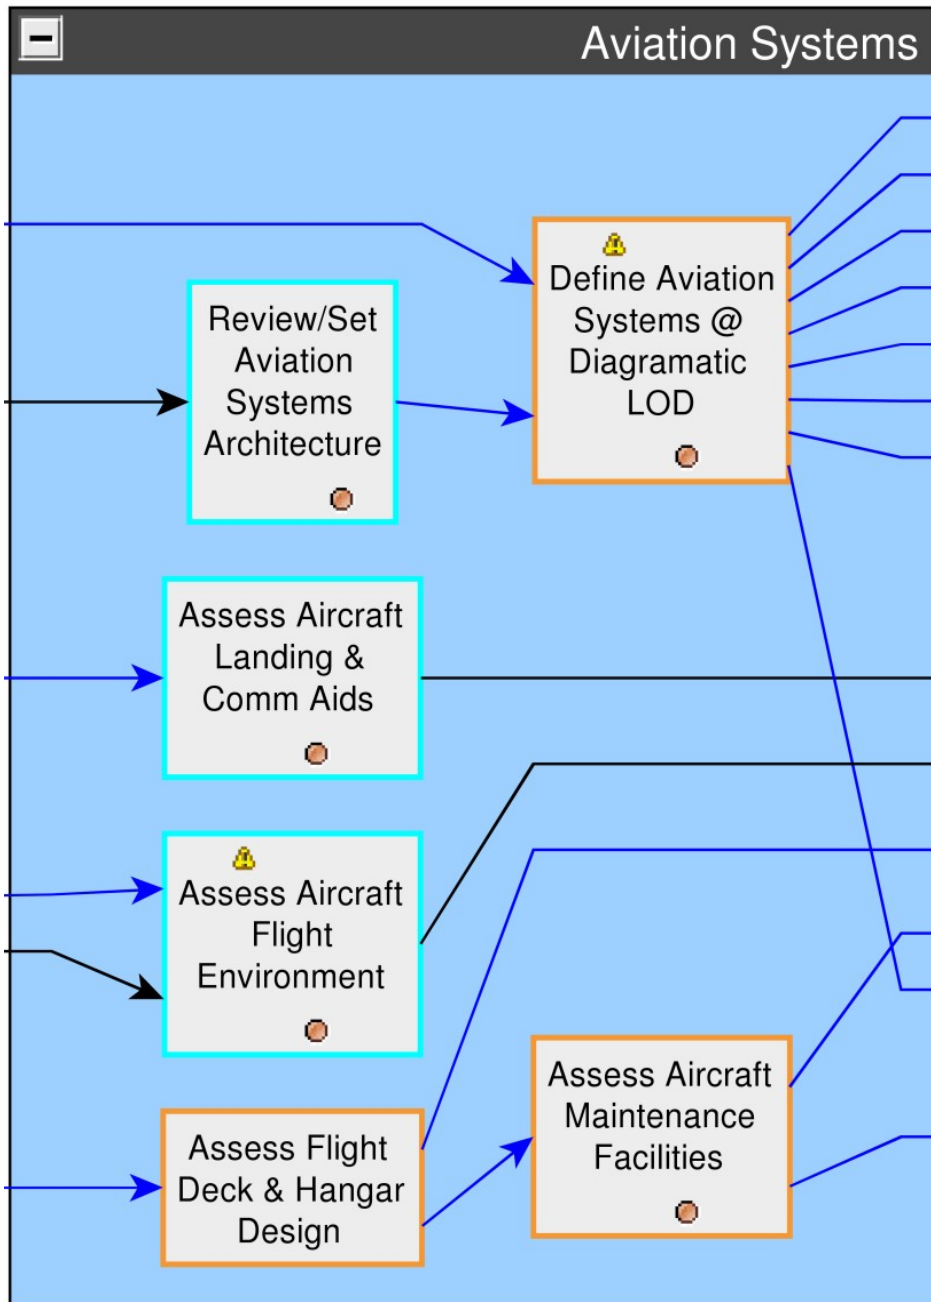 Aviation Systems
Define Aviation
Systems @
Diagramatic
LOD
Review/Set
Aviation
Systems
Architecture
Assess Aircraft
Landing &
Comm Aids
Assess Aircraft
Flight
Environment
Assess Aircraft
Maintenance
Facilities
Assess Flight
Deck & Hangar
Design